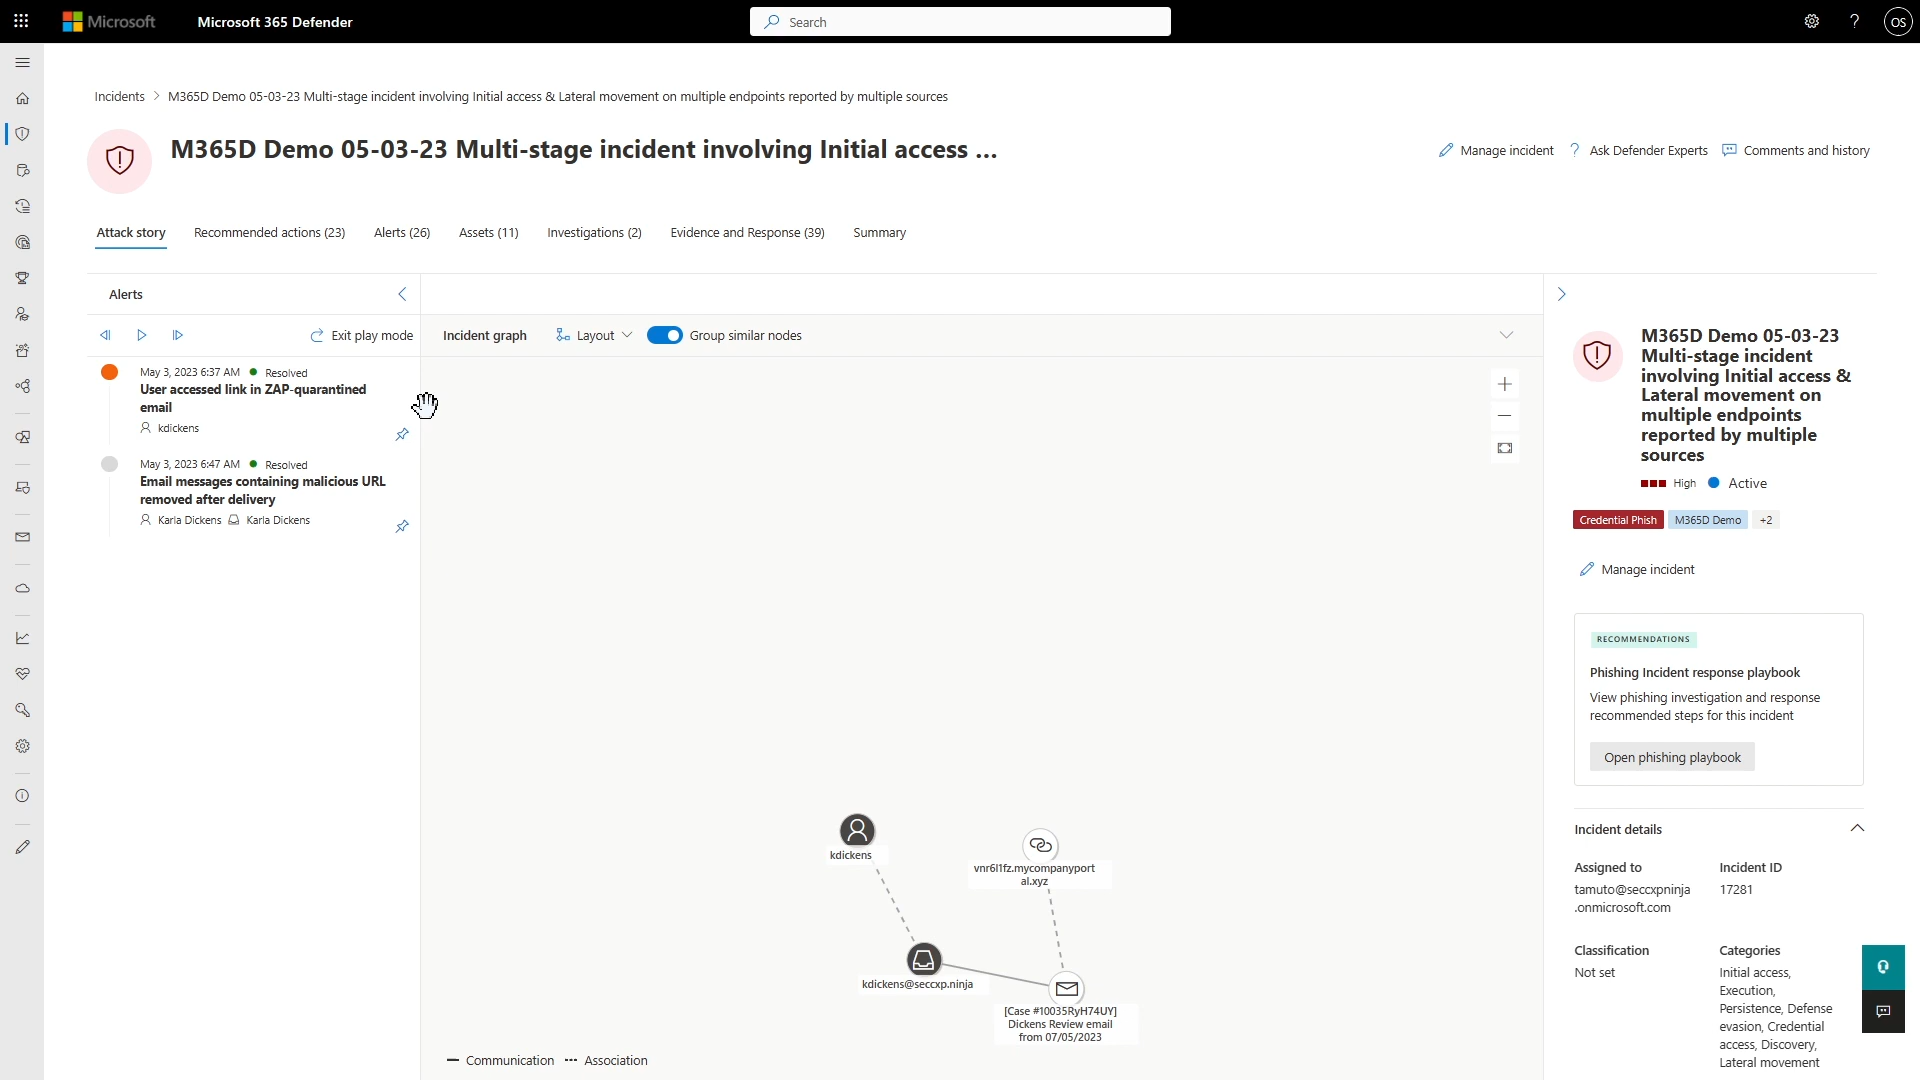 Microsoft
Microsoft 365 Defender
Search
OS
Incidents > M365D Demo 05-03-23 Multi-stage incident involving Initial access & Lateral movement on multiple endpoints reported by multiple sources
M365D Demo 05-03-23 Multi-stage incident involving Initial access ...
Manage incident
Ask Defender Experts
Comments and history
Attack story
Recommended actions (23)
Alerts (26)
Assets (11)
Investigations (2)
Evidence and Response (39)
Summary
Alerts
Exit play mode
May 3, 2023 6:37 AM
Resolved
User accessed link in ZAP-quarantined
email
kdickens
May 3, 2023 6:47 AM
Resolved
Email messages containing malicious URL
removed after delivery
Karla Dickens
Karla Dickens
Incident graph
Layout
Group similar nodes
kdickens
vnr6l1fz.mycompanyport
al.xyz
kdickens@seccxp.ninja
[Case #10035RyH74UY]
Dickens Review email
from 07/05/2023
Communication
Association
M365D Demo 05-03-23
Multi-stage incident
involving Initial access &
Lateral movement on
multiple endpoints
reported by multiple
sources
High
Active
Credential Phish
M365D Demo
+2
Manage incident
RECOMMENDATIONS
Phishing Incident response playbook
View phishing investigation and response
recommended steps for this incident
Open phishing playbook
Incident details
Assigned to
tamuto@seccxpninja
.onmicrosoft.com
Incident ID
17281
Classification
Not set
Categories
Initial access,
Execution,
Persistence, Defense
evasion, Credential
access, Discovery,
Lateral movement